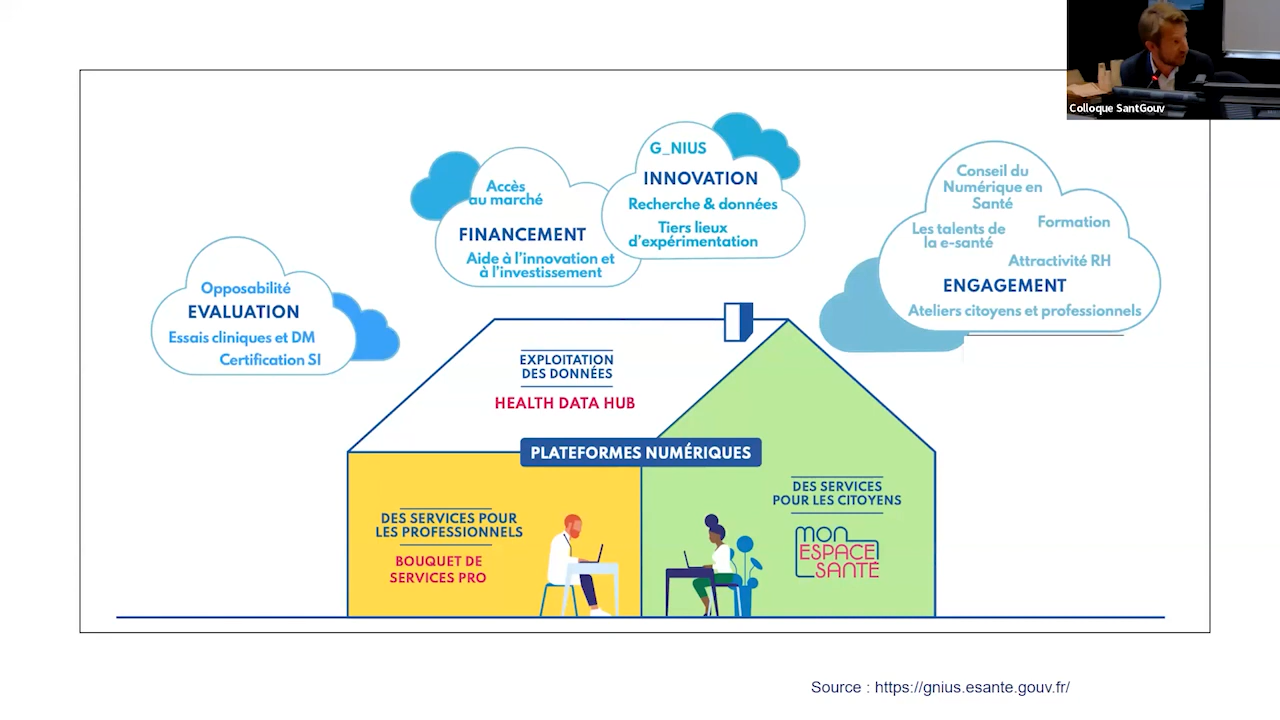 Colloque SantGouv
G_NIUS
INNOVATION
Recherche & données
Tiers lieux
d'expérimentation
Accès
au marché
FINANCEMENT
Aide à l'innovation et
à l'investissement
Conseil du
Numérique en
Santé
Formation
Les talents de
la e-santé
Attractivité RH
ENGAGEMENT
Ateliers citoyens et professionnels
Opposabilité
EVALUATION
Essais cliniques et DM
Certification SI
EXPLOITATION
DES DONNÉES
HEALTH DATA HUB
PLATEFORMES NUMÉRIQUES
DES SERVICES POUR
LES PROFESSIONNELS
BOUQUET DE
SERVICES PRO
DES SERVICES
POUR LES CITOYENS
MON
ESPACE
SANTÉ
Source : https://gnius.esante.gouv.fr/